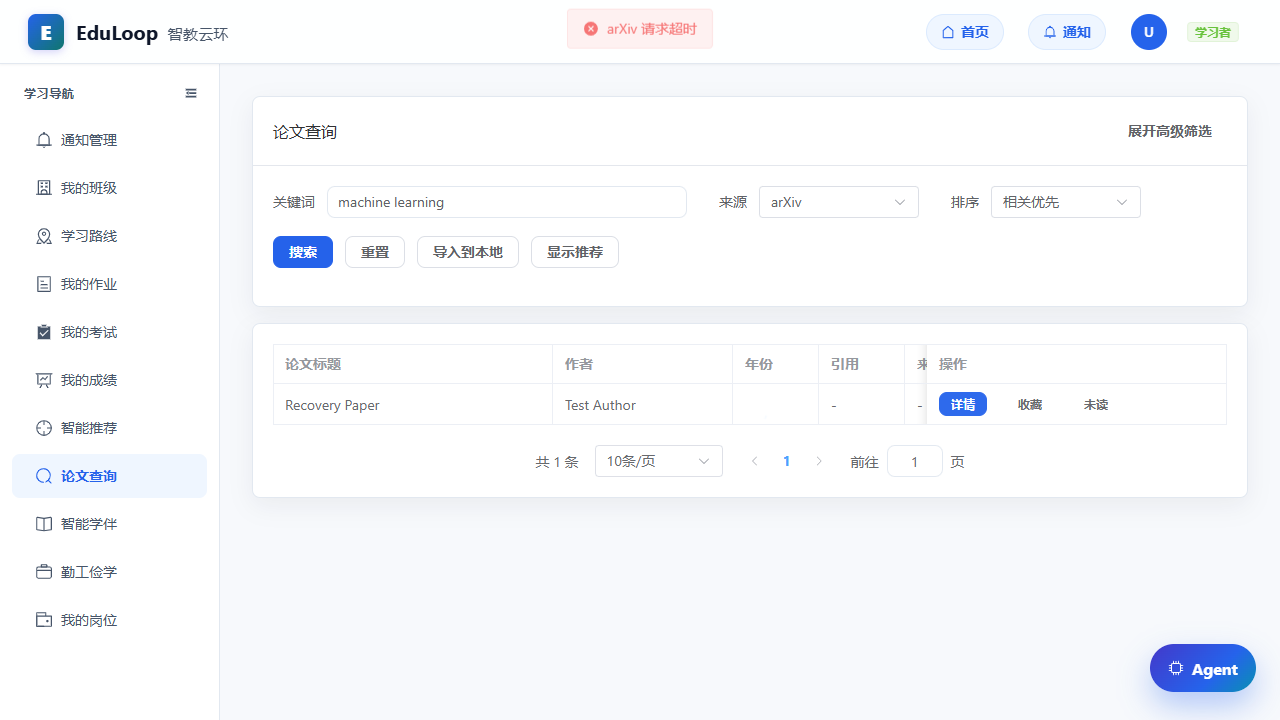 E EduLoop 智教云环
arXiv 请求超时
首页 通知 U 学习者
学习导航
通知管理
我的班级
学习路线
我的作业
我的考试
我的成绩
智能推荐
论文查询
智能学伴
勤工俭学
我的岗位
论文查询 展开高级筛选
关键词 machine learning 来源 arXiv 排序 相关优先
搜索 重置 导入到本地 显示推荐
论文标题 作者 年份 引用 来 操作
Recovery Paper Test Author - - 详情 收藏 未读
共 1 条 10条/页 1 前往 1 页
Agent